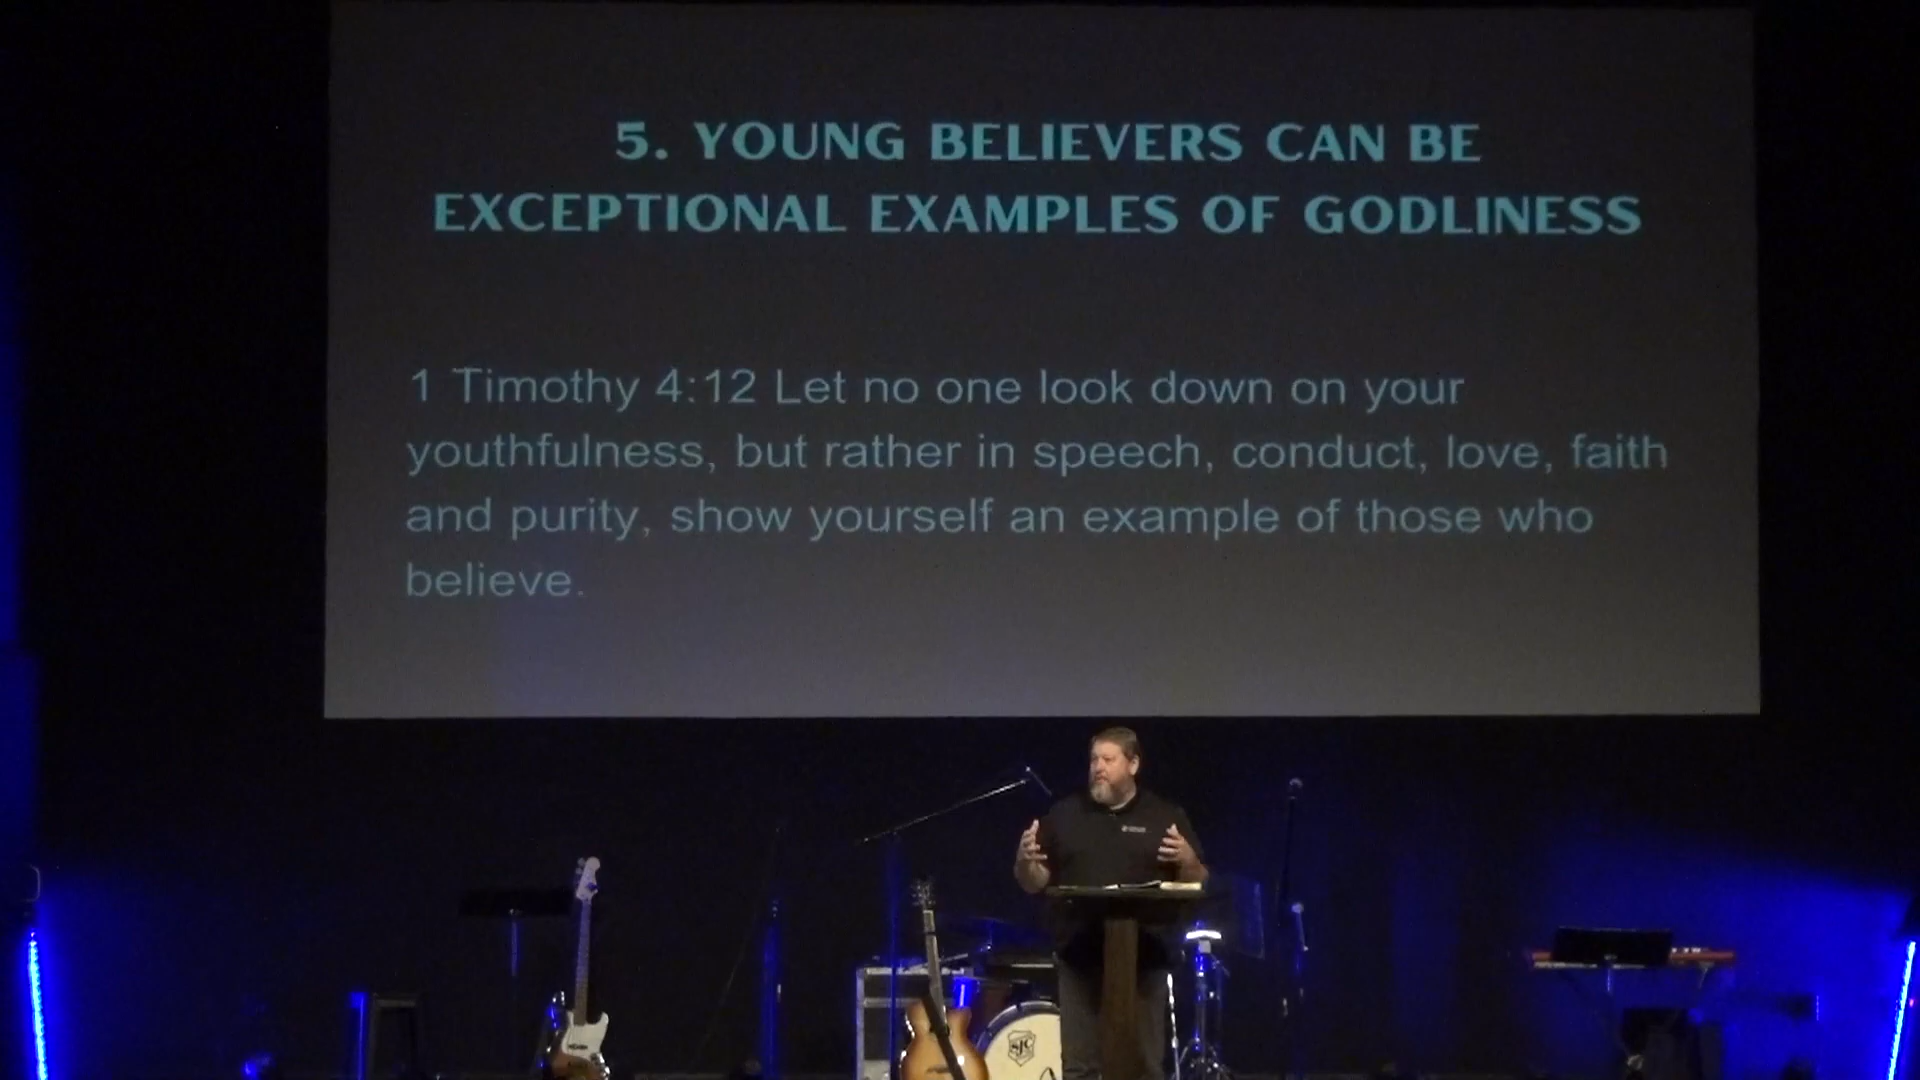 5. YOUNG BELIEVERS CAN BE
EXCEPTIONAL EXAMPLES OF GODLINESS
1 Timothy 4:12 Let no one look down on your
youthfulness, but rather in speech, conduct, love, faith
and purity, show yourself an example of those who
believe.
SJC